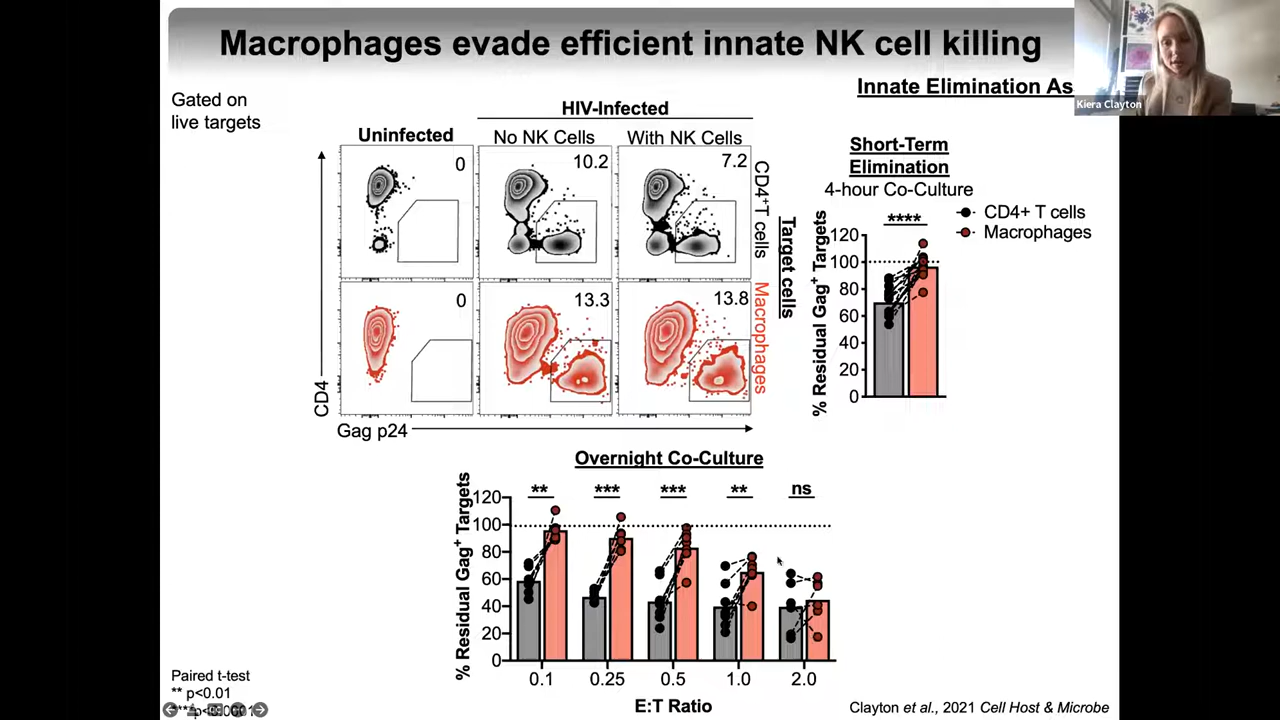 Macrophages evade efficient innate NK cell killing
Innate Elimination As
Kiera Clayton
Gated on
live targets
HIV-Infected
Uninfected
No NK Cells
With NK Cells
0
10.2
7.2
CD4+T cells
0
13.3
13.8
Macrophages
Target cells
CD4
Gag p24
Short-Term
Elimination
4-hour Co-Culture
CD4+ T cells
Macrophages
****
% Residual Gag+ Targets
120
100
80
60
40
20
0
Overnight Co-Culture
% Residual Gag+ Targets
** *** *** ** ns
120
100
80
60
40
20
0
0.1 0.25 0.5 1.0 2.0
E:T Ratio
Paired t-test
** p<0.01
Clayton et al., 2021 Cell Host & Microbe